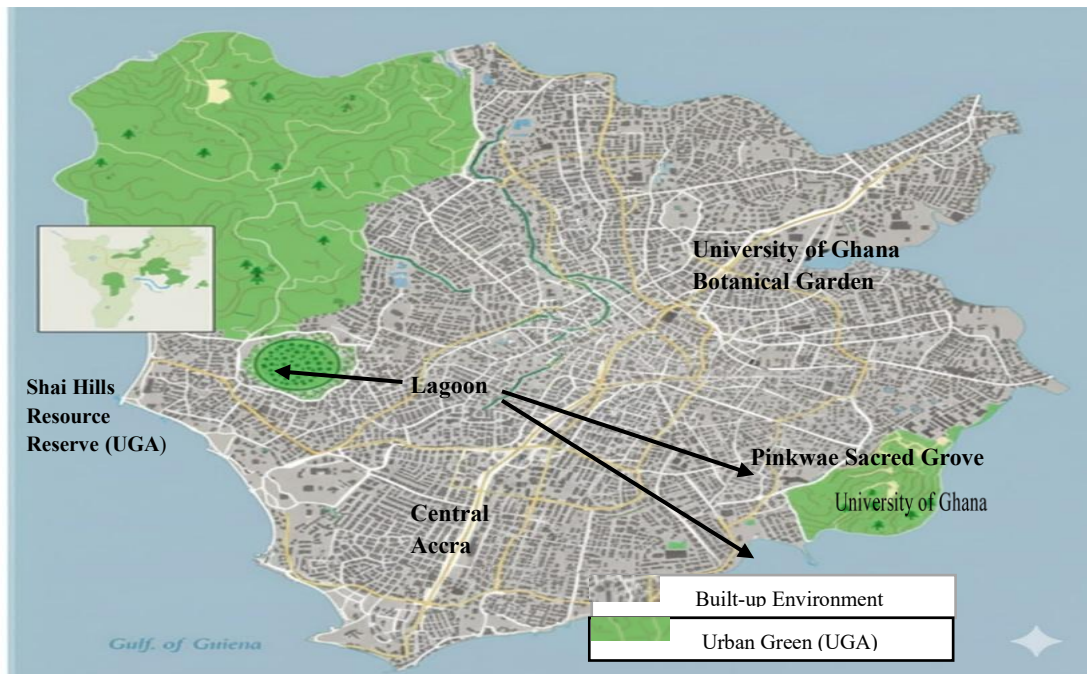 University of Ghana
Botanical Garden
Shai Hills
Resource
Reserve (UGA)
Lagoon
Pinkwae Sacred Grove
University of Ghana
Central
Accra
Built-up Environment
Urban Green (UGA)
Gulf. of Guiena